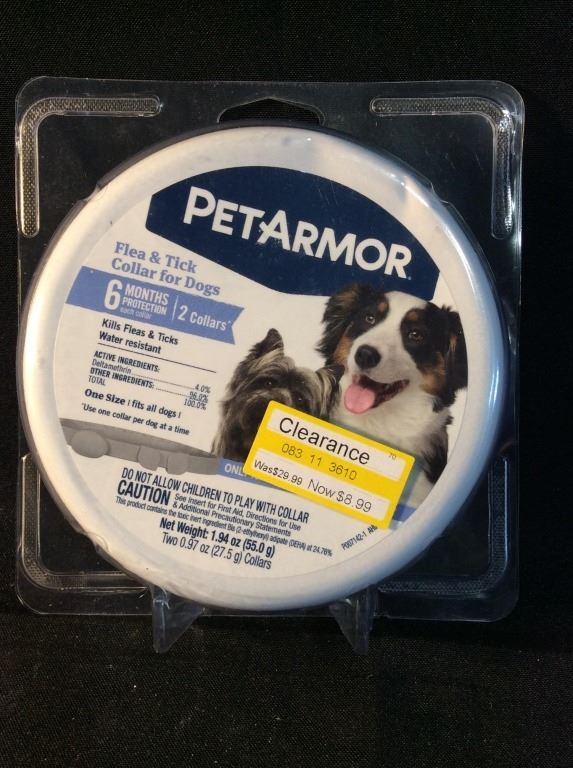 PETARMOR
Flea & Tick
Collar for Dogs
6 MONTHS PROTECTION each collar 2 Collars*
Kills Fleas & Ticks
Water resistant
ACTIVE INGREDIENTS:
Deltamethrin 4.0%
OTHER INGREDIENTS: 96.0%
TOTAL 100.0%
One Size | fits all dogs |
*Use one collar per dog at a time
Clearance 70
083 11 3610
Was$29.99 Now $8.99
DO NOT ALLOW CHILDREN TO PLAY WITH COLLAR
CAUTION See Insert for First Aid, Directions for Use
& Additional Precautionary Statements
This product contains the toxic inert ingredient Bis (2-ethylhexyl) adipate (DEHA) at 24.76%
Net Weight: 1.94 oz (55.0 g)
Two 0.97 oz (27.5 g) Collars